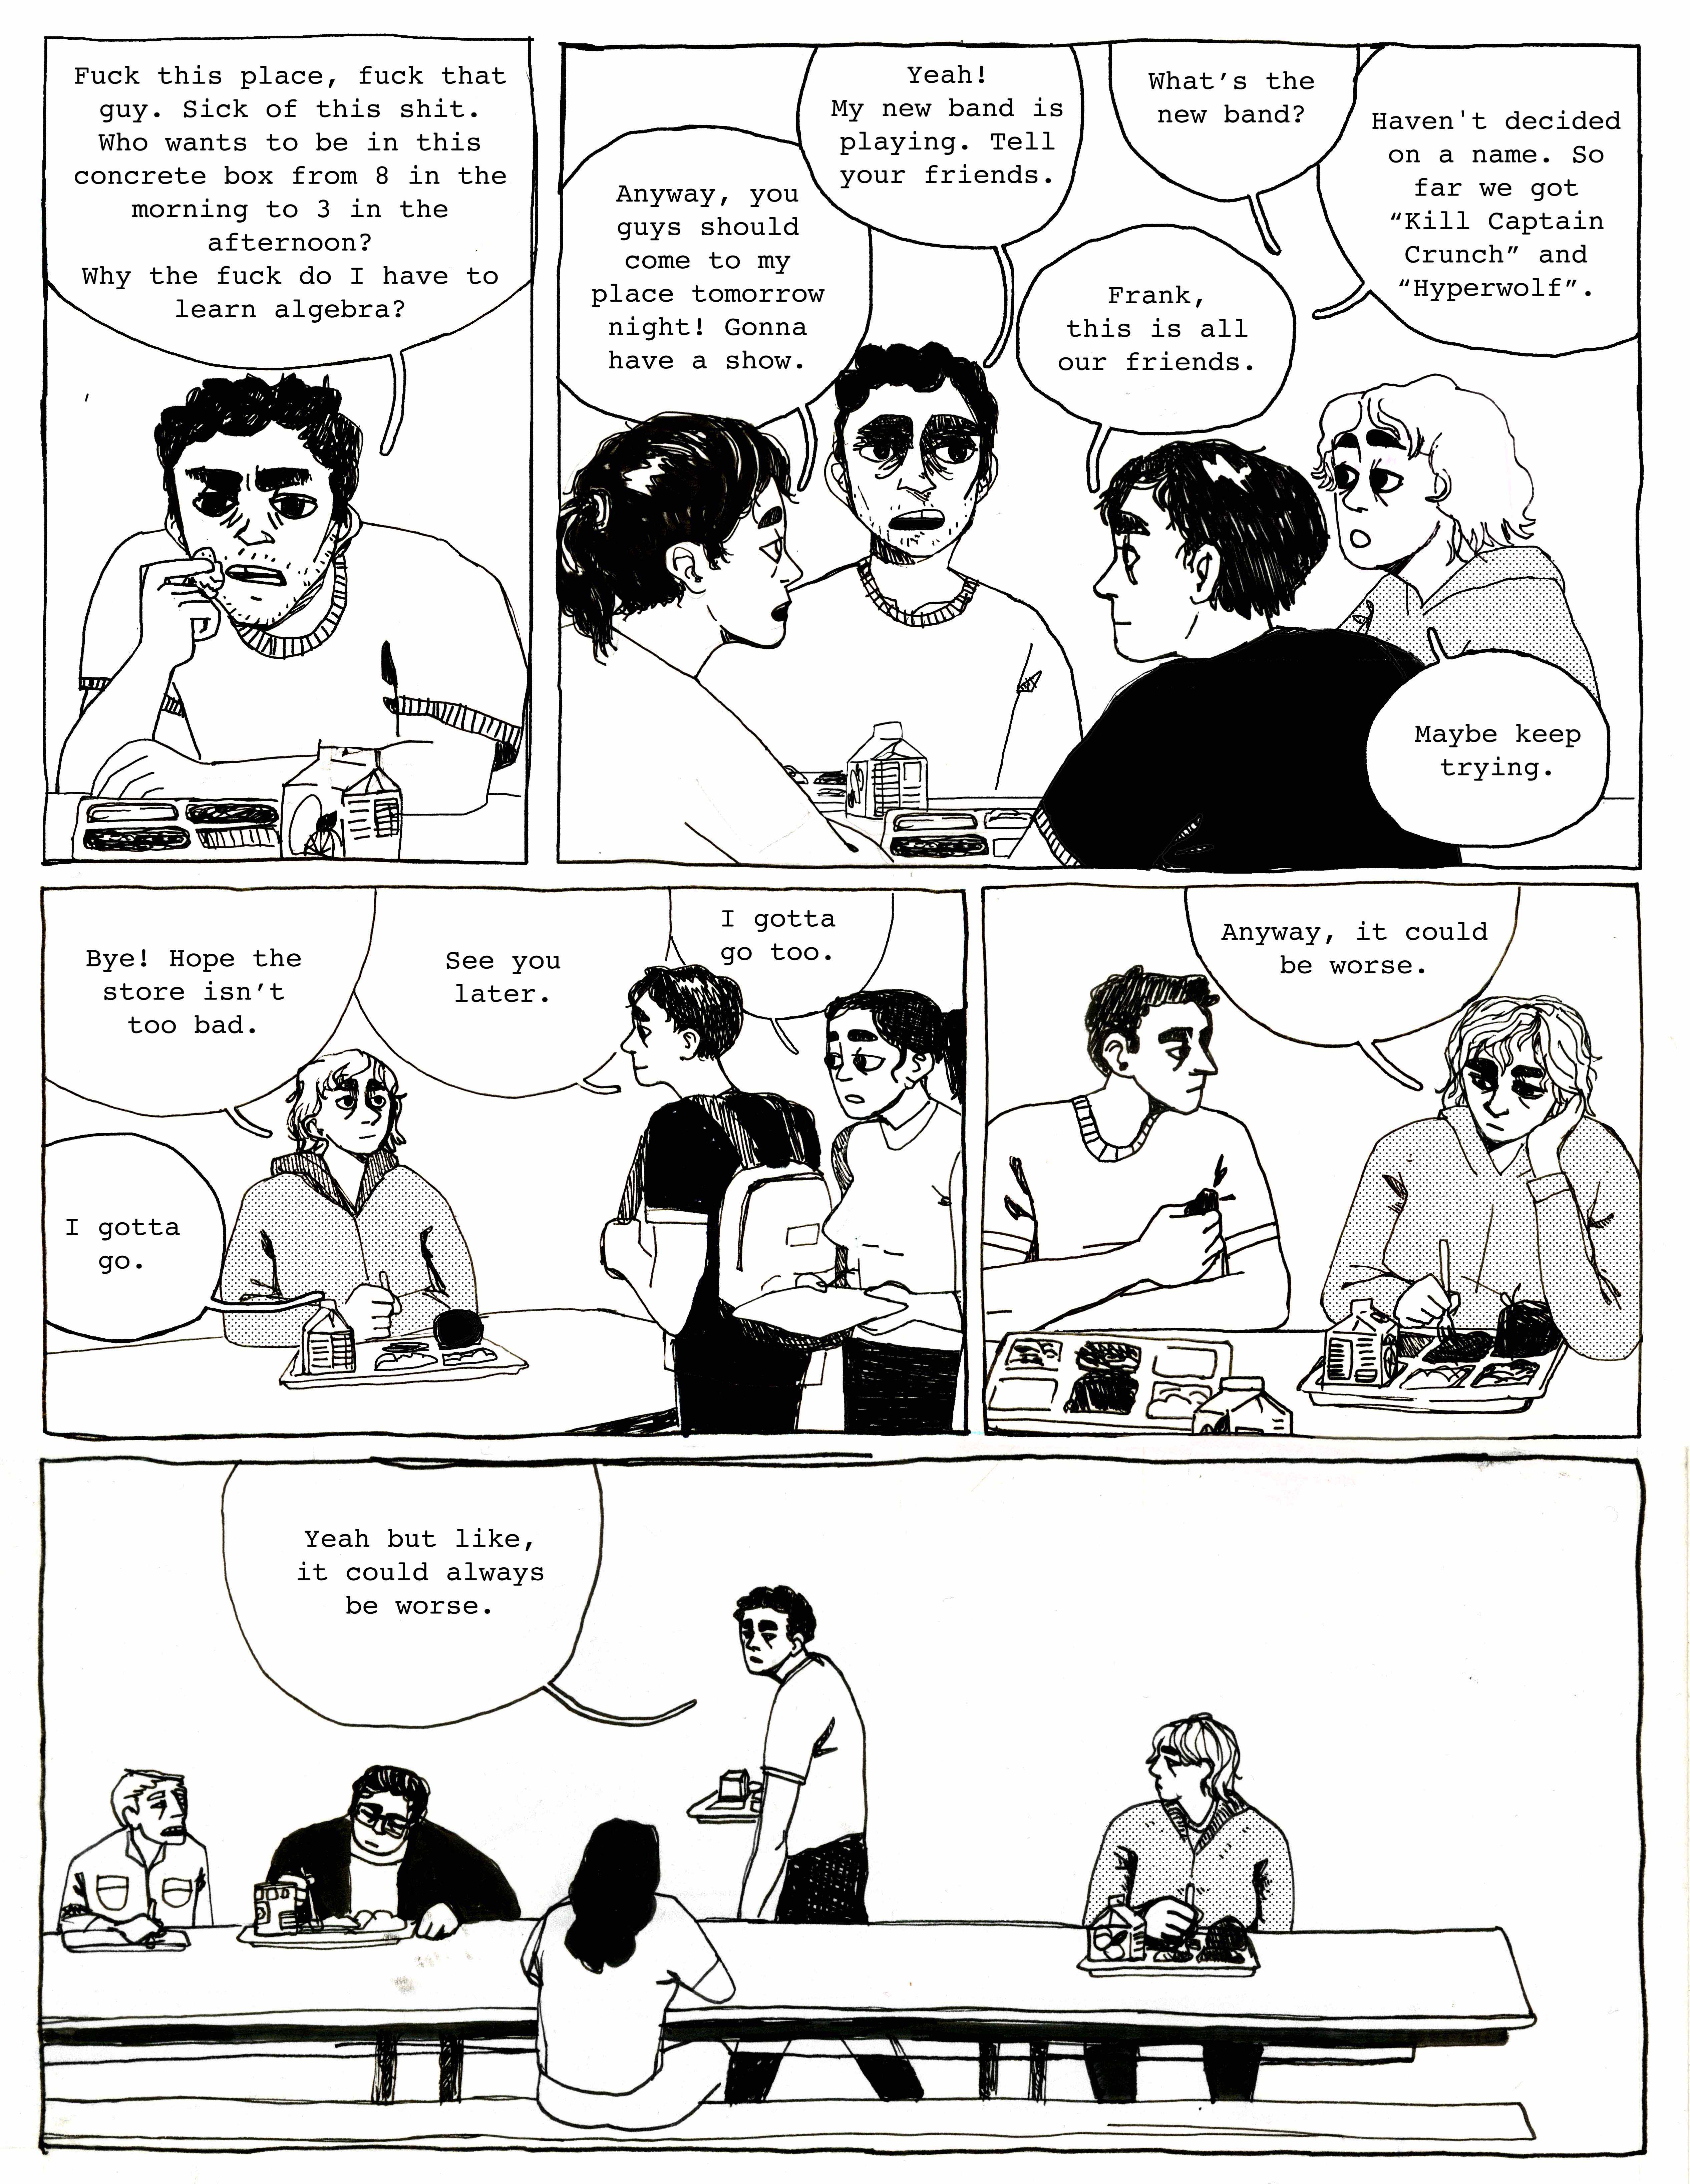 Fuck this place, fuck that
guy. Sick of this shit.
Who wants to be in this
concrete box from 8 in the
morning to 3 in the
afternoon?
Why the fuck do I have to
learn algebra?
Anyway, you
guys should
come to my
place tomorrow
night! Gonna
have a show.
Yeah!
My new band is
playing. Tell
your friends.
Frank,
this is all
our friends.
What’s the
new band?
Haven't decided
on a name. So
far we got
“Kill Captain
Crunch” and
“Hyperwolf”.
Maybe keep
trying.
I gotta
go.
Bye! Hope the
store isn’t
too bad.
See you
later.
I gotta
go too.
Anyway, it could
be worse.
Yeah but like,
it could always
be worse.